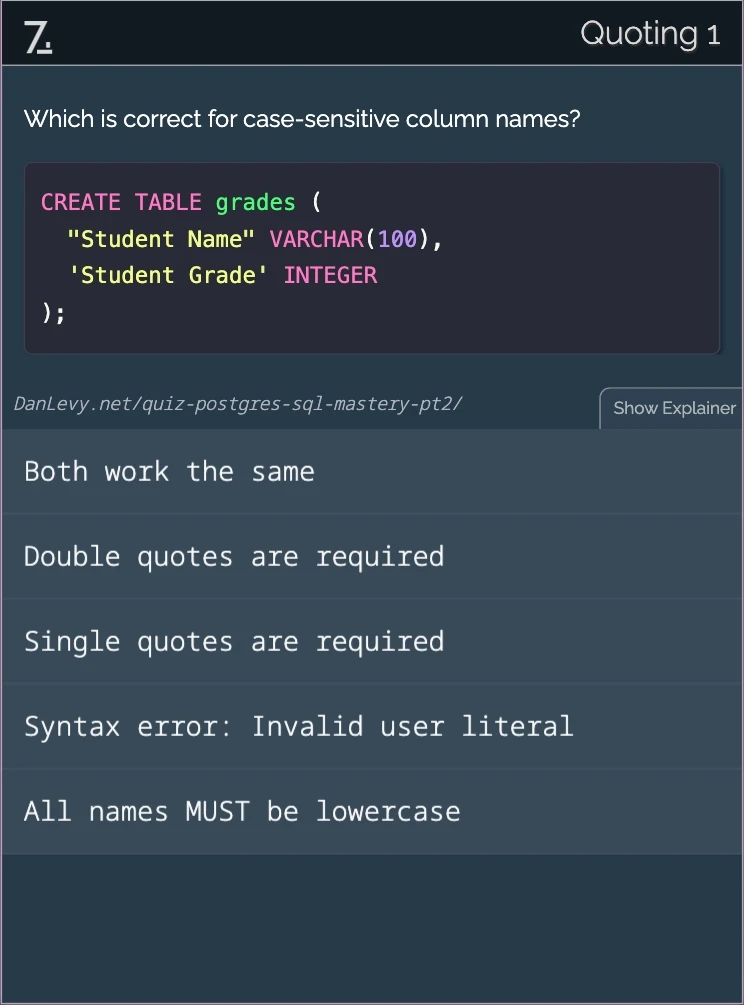 7.
Quoting 1
Which is correct for case-sensitive column names?
CREATE TABLE grades (
  "Student Name" VARCHAR(100),
  'Student Grade' INTEGER
);
DanLevy.net/quiz-postgres-sql-mastery-pt2/
Show Explainer
Both work the same
Double quotes are required
Single quotes are required
Syntax error: Invalid user literal
All names MUST be lowercase